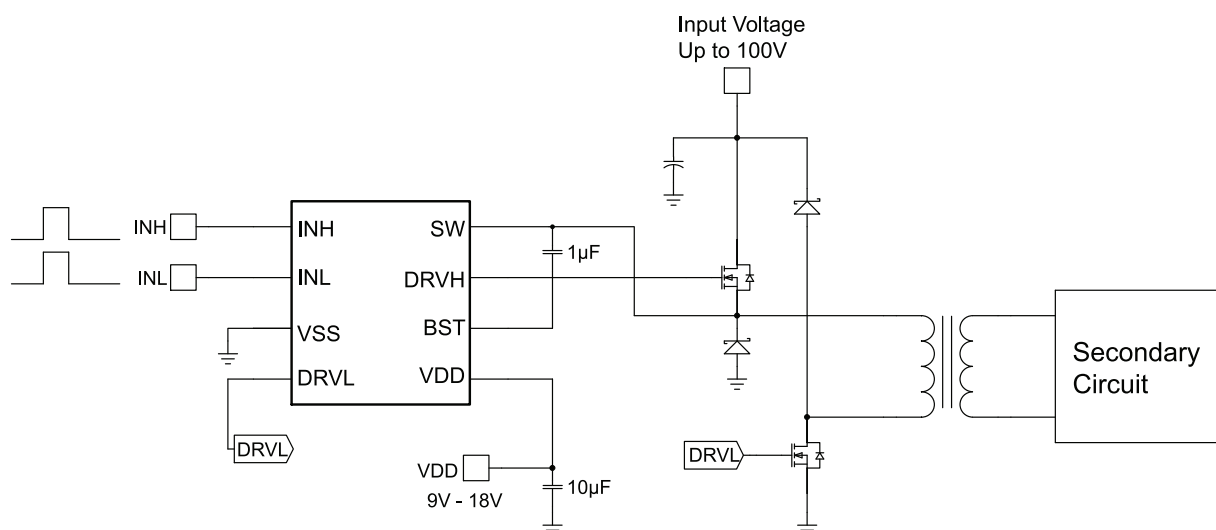 Input Voltage
Up to 100V
INH
INH
SW
1µF
INL
INL
DRVH
VSS
BST
DRVL
VDD
DRVL
VDD
9V - 18V
10µF
DRVL
Secondary
Circuit